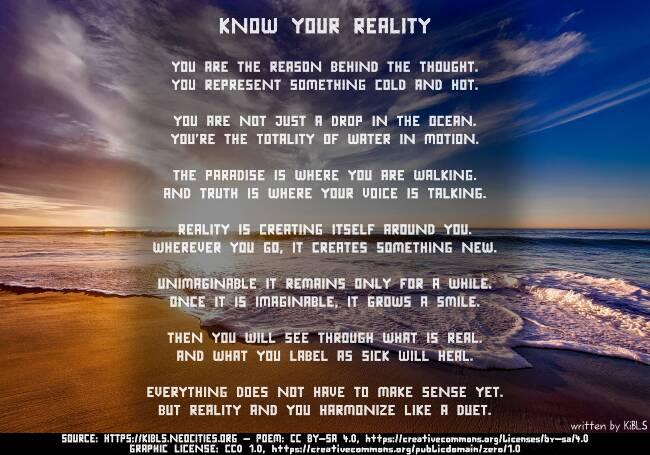 KNOW YOUR REALITY
YOU ARE THE REASON BEHIND THE THOUGHT.
YOU REPRESENT SOMETHING COLD AND HOT.
YOU ARE NOT JUST A DROP IN THE OCEAN.
YOU'RE THE TOTALITY OF WATER IN MOTION.
THE PARADISE IS WHERE YOU ARE WALKING.
AND TRUTH IS WHERE YOUR VOICE IS TALKING.
REALITY IS CREATING ITSELF AROUND YOU.
WHEREVER YOU GO, IT CREATES SOMETHING NEW.
UNIMAGINABLE IT REMAINS ONLY FOR A WHILE.
ONCE IT IS IMAGINABLE, IT GROWS A SMILE.
THEN YOU WILL SEE THROUGH WHAT IS REAL.
AND WHAT YOU LABEL AS SICK WILL HEAL.
EVERYTHING DOES NOT HAVE TO MAKE SENSE YET.
BUT REALITY AND YOU HARMONIZE LIKE A DUET.
written by KiBLS
SOURCE: HTTPS://KIBLS.NEOCITIES.ORG – POEM: CC BY-SA 4.0, https://creativecommons.org/licenses/by-sa/4.0
GRAPHIC LICENSE: CC0 1.0, https://creativecommons.org/publicdomain/zero/1.0